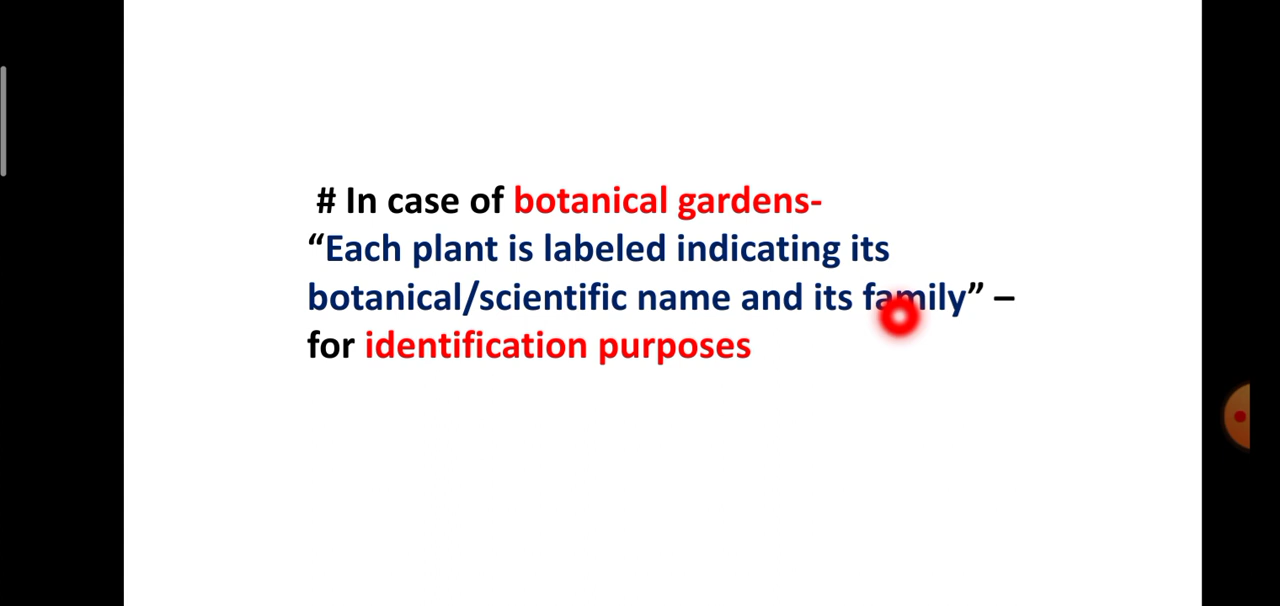 # In case of botanical gardens-
“Each plant is labeled indicating its
botanical/scientific name and its family” –
for identification purposes